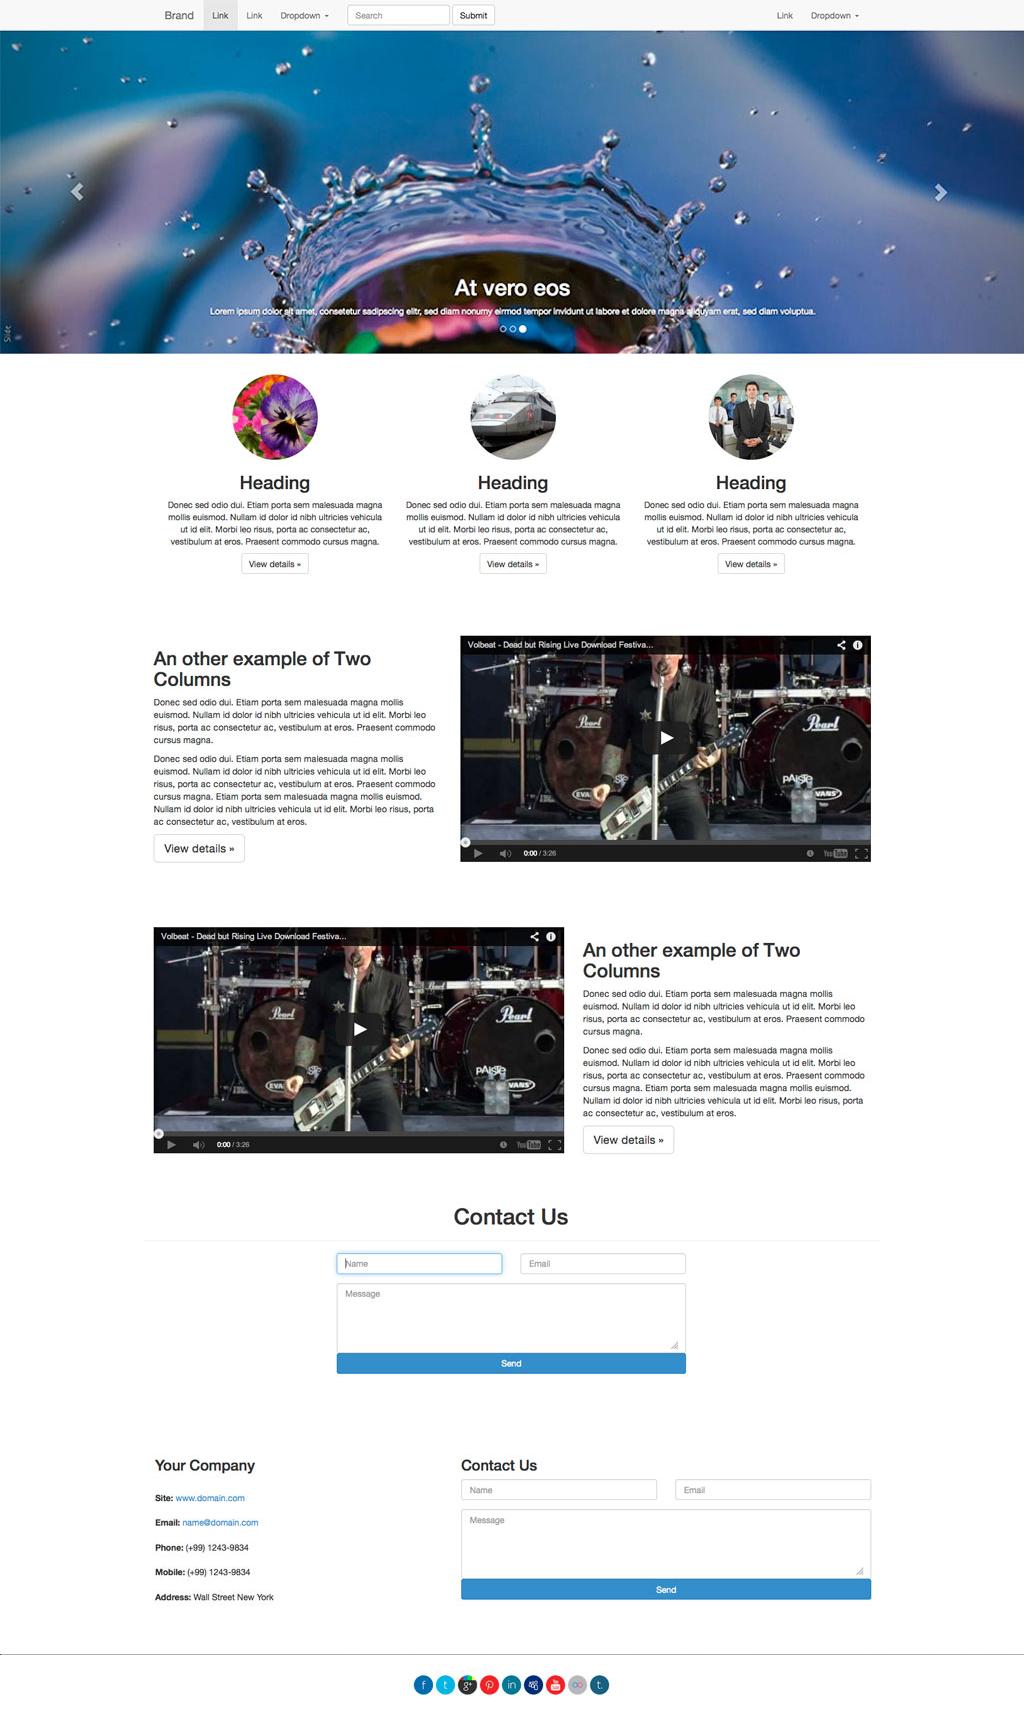 Brand Link Link Dropdown Search Submit Link Dropdown
At vero eos
Lorem ipsum dolor sit amet, consetetur sadipscing elitr, sed diam nonumy eirmod tempor invidunt ut labore et dolore magna aliquyam erat, sed diam voluptua.
Slide
Heading
Donec sed odio dui. Etiam porta sem malesuada magna
mollis euismod. Nullam id dolor id nibh ultricies vehicula
ut id elit. Morbi leo risus, porta ac consectetur ac,
vestibulum at eros. Praesent commodo cursus magna.
View details »
Heading
Donec sed odio dui. Etiam porta sem malesuada magna
mollis euismod. Nullam id dolor id nibh ultricies vehicula
ut id elit. Morbi leo risus, porta ac consectetur ac,
vestibulum at eros. Praesent commodo cursus magna.
View details »
Heading
Donec sed odio dui. Etiam porta sem malesuada magna
mollis euismod. Nullam id dolor id nibh ultricies vehicula
ut id elit. Morbi leo risus, porta ac consectetur ac,
vestibulum at eros. Praesent commodo cursus magna.
View details »
An other example of Two
Columns
Donec sed odio dui. Etiam porta sem malesuada magna mollis
euismod. Nullam id dolor id nibh ultricies vehicula ut id elit. Morbi leo
risus, porta ac consectetur ac, vestibulum at eros. Praesent commodo
cursus magna.
Donec sed odio dui. Etiam porta sem malesuada magna mollis
euismod. Nullam id dolor id nibh ultricies vehicula ut id elit. Morbi leo
risus, porta ac consectetur ac, vestibulum at eros. Praesent commodo
cursus magna. Etiam porta sem malesuada magna mollis euismod.
Nullam id dolor id nibh ultricies vehicula ut id elit. Morbi leo risus, porta
ac consectetur ac, vestibulum at eros.
View details »
Volbeat - Dead but Rising Live Download Festiva...
Pearl
Pearl
PAISTE
EVANS
VANS
0:00 / 3:26
YouTube
Volbeat - Dead but Rising Live Download Festiva...
Pearl
Pearl
PAISTE
EVANS
VANS
0:00 / 3:26
YouTube
An other example of Two
Columns
Donec sed odio dui. Etiam porta sem malesuada magna mollis
euismod. Nullam id dolor id nibh ultricies vehicula ut id elit. Morbi leo
risus, porta ac consectetur ac, vestibulum at eros. Praesent commodo
cursus magna.
Donec sed odio dui. Etiam porta sem malesuada magna mollis
euismod. Nullam id dolor id nibh ultricies vehicula ut id elit. Morbi leo
risus, porta ac consectetur ac, vestibulum at eros. Praesent commodo
cursus magna. Etiam porta sem malesuada magna mollis euismod.
Nullam id dolor id nibh ultricies vehicula ut id elit. Morbi leo risus, porta
ac consectetur ac, vestibulum at eros.
View details »
Contact Us
Name Email
Message
Send
Your Company
Site: www.domain.com
Email: name@domain.com
Phone: (+99) 1243-9834
Mobile: (+99) 1243-9834
Address: Wall Street New York
Contact Us
Name Email
Message
Send